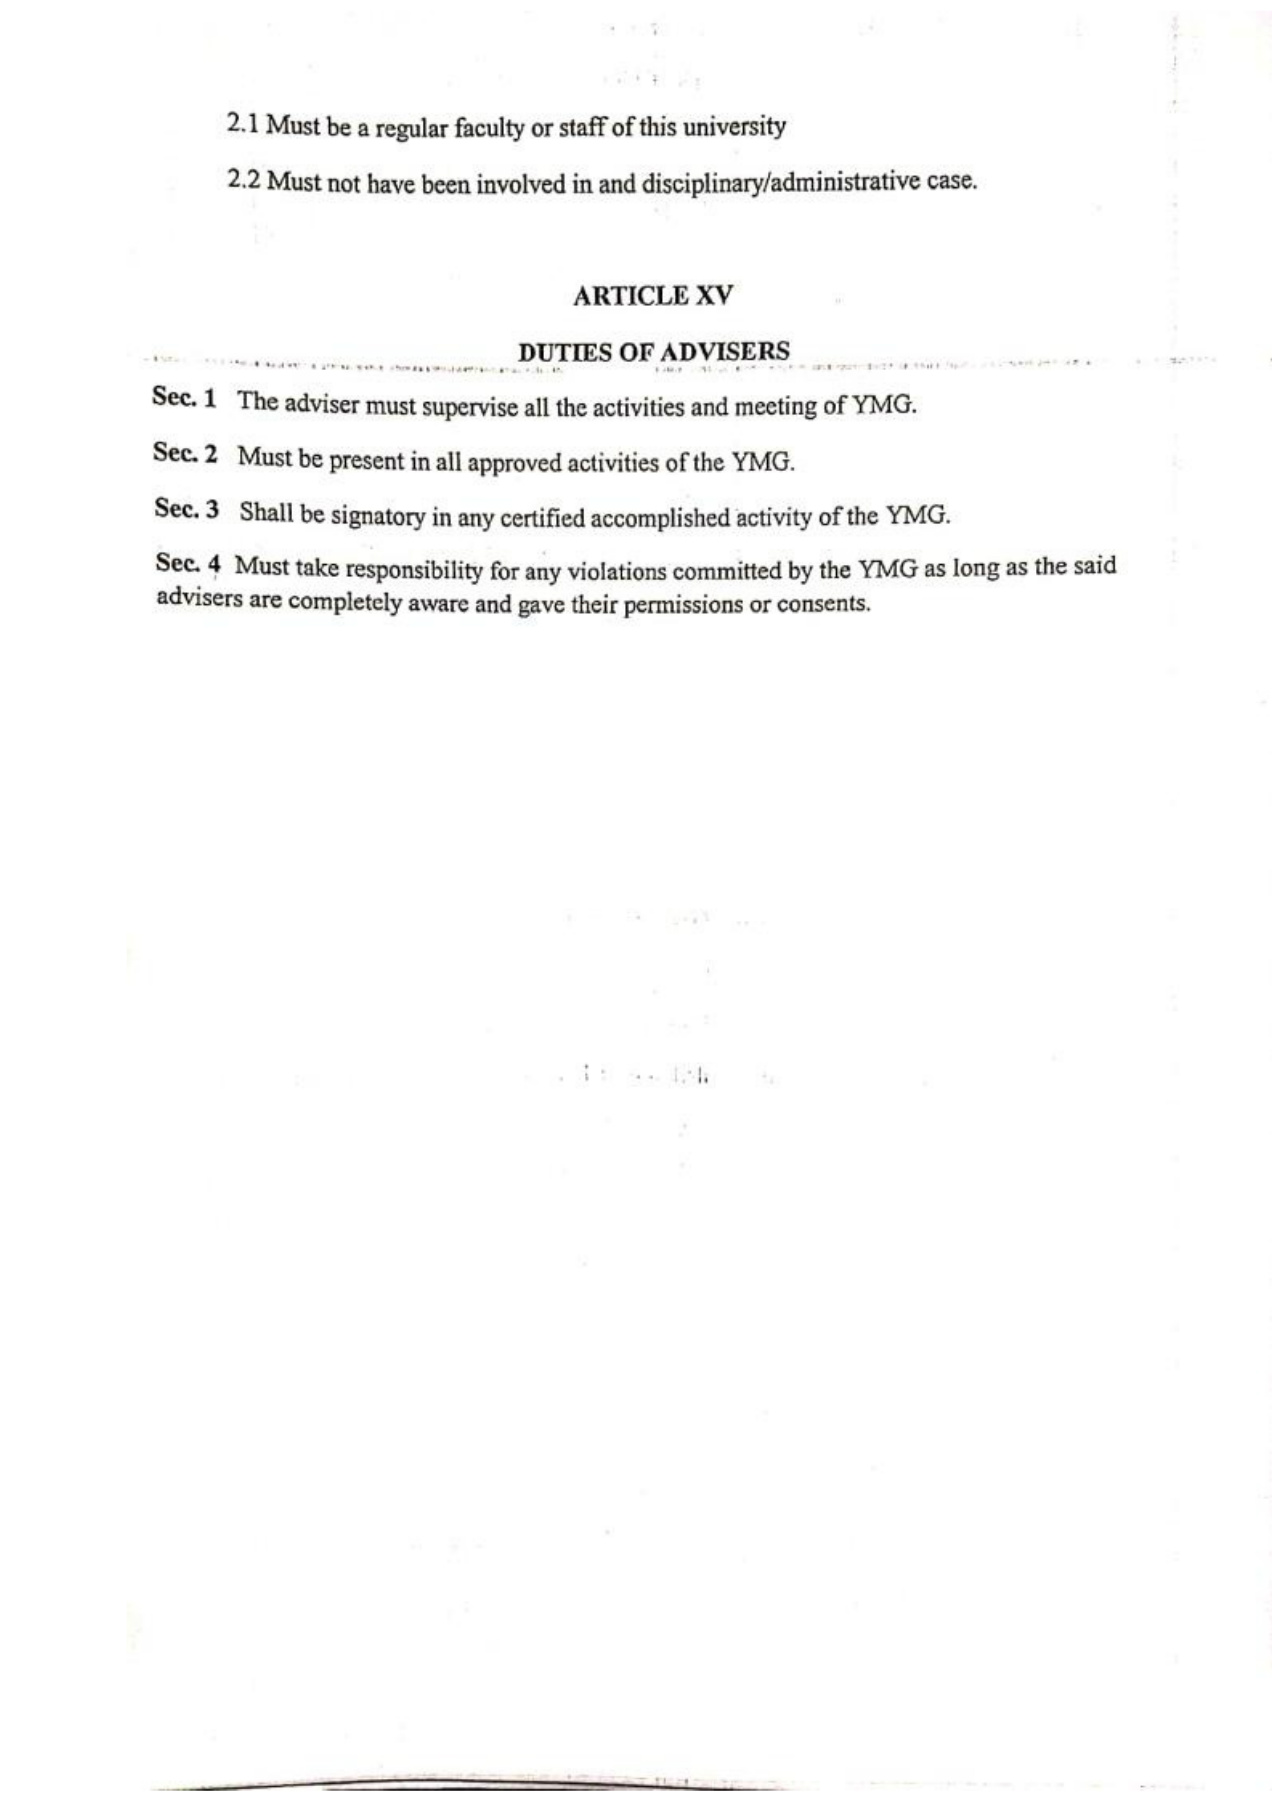 2.1 Must be a regular faculty or staff of this university
2.2 Must not have been involved in and disciplinary/administrative case.
ARTICLE XV
DUTIES OF ADVISERS
Sec. 1 The adviser must supervise all the activities and meeting of YMG.
Sec. 2 Must be present in all approved activities of the YMG.
Sec. 3 Shall be signatory in any certified accomplished activity of the YMG.
Sec. 4 Must take responsibility for any violations committed by the YMG as long as the said
advisers are completely aware and gave their permissions or consents.